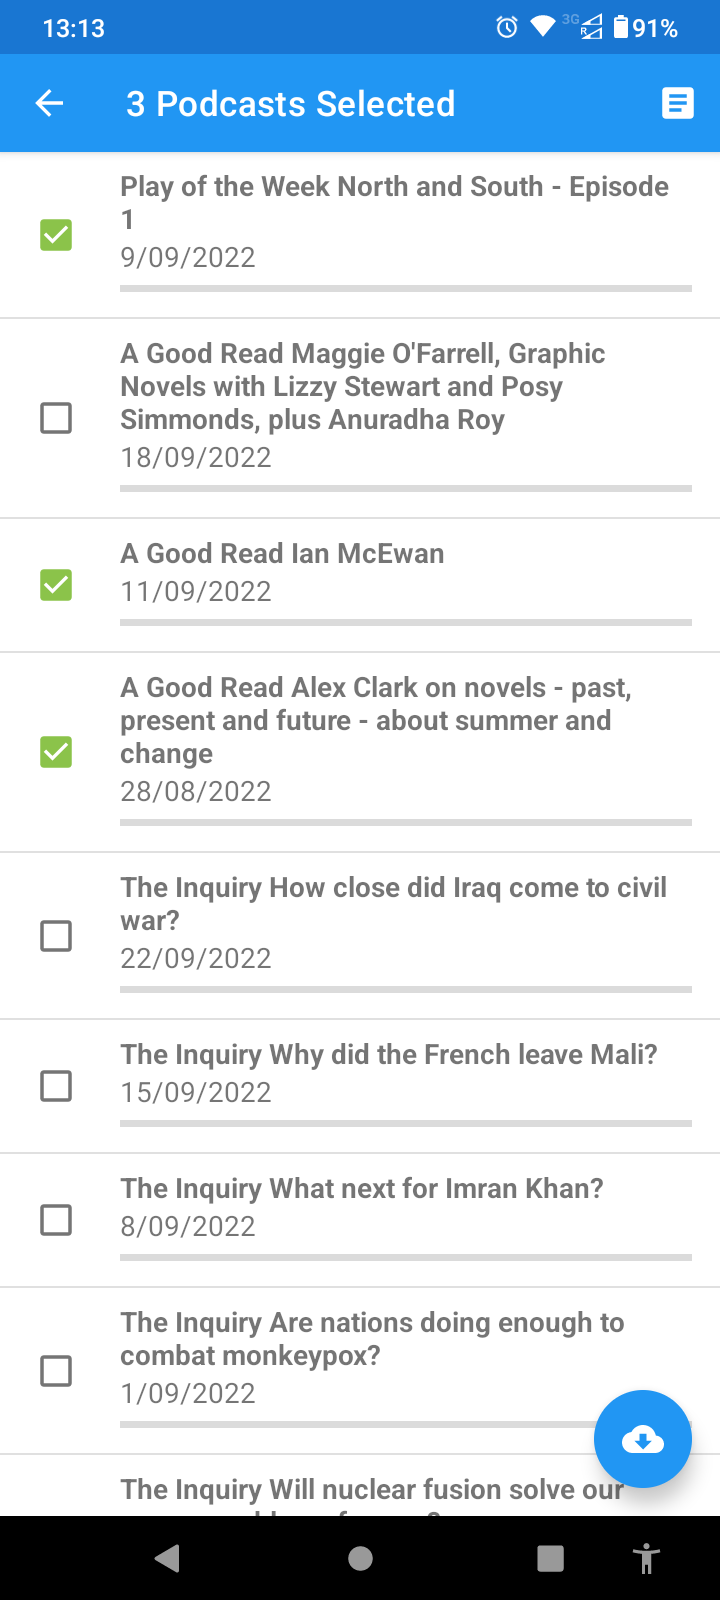 13:13
3G
R
91%
3 Podcasts Selected
Play of the Week North and South - Episode
1
9/09/2022
A Good Read Maggie O'Farrell, Graphic
Novels with Lizzy Stewart and Posy
Simmonds, plus Anuradha Roy
18/09/2022
A Good Read Ian McEwan
11/09/2022
A Good Read Alex Clark on novels - past,
present and future - about summer and
change
28/08/2022
The Inquiry How close did Iraq come to civil
war?
22/09/2022
The Inquiry Why did the French leave Mali?
15/09/2022
The Inquiry What next for Imran Khan?
8/09/2022
The Inquiry Are nations doing enough to
combat monkeypox?
1/09/2022
The Inquiry Will nuclear fusion solve our